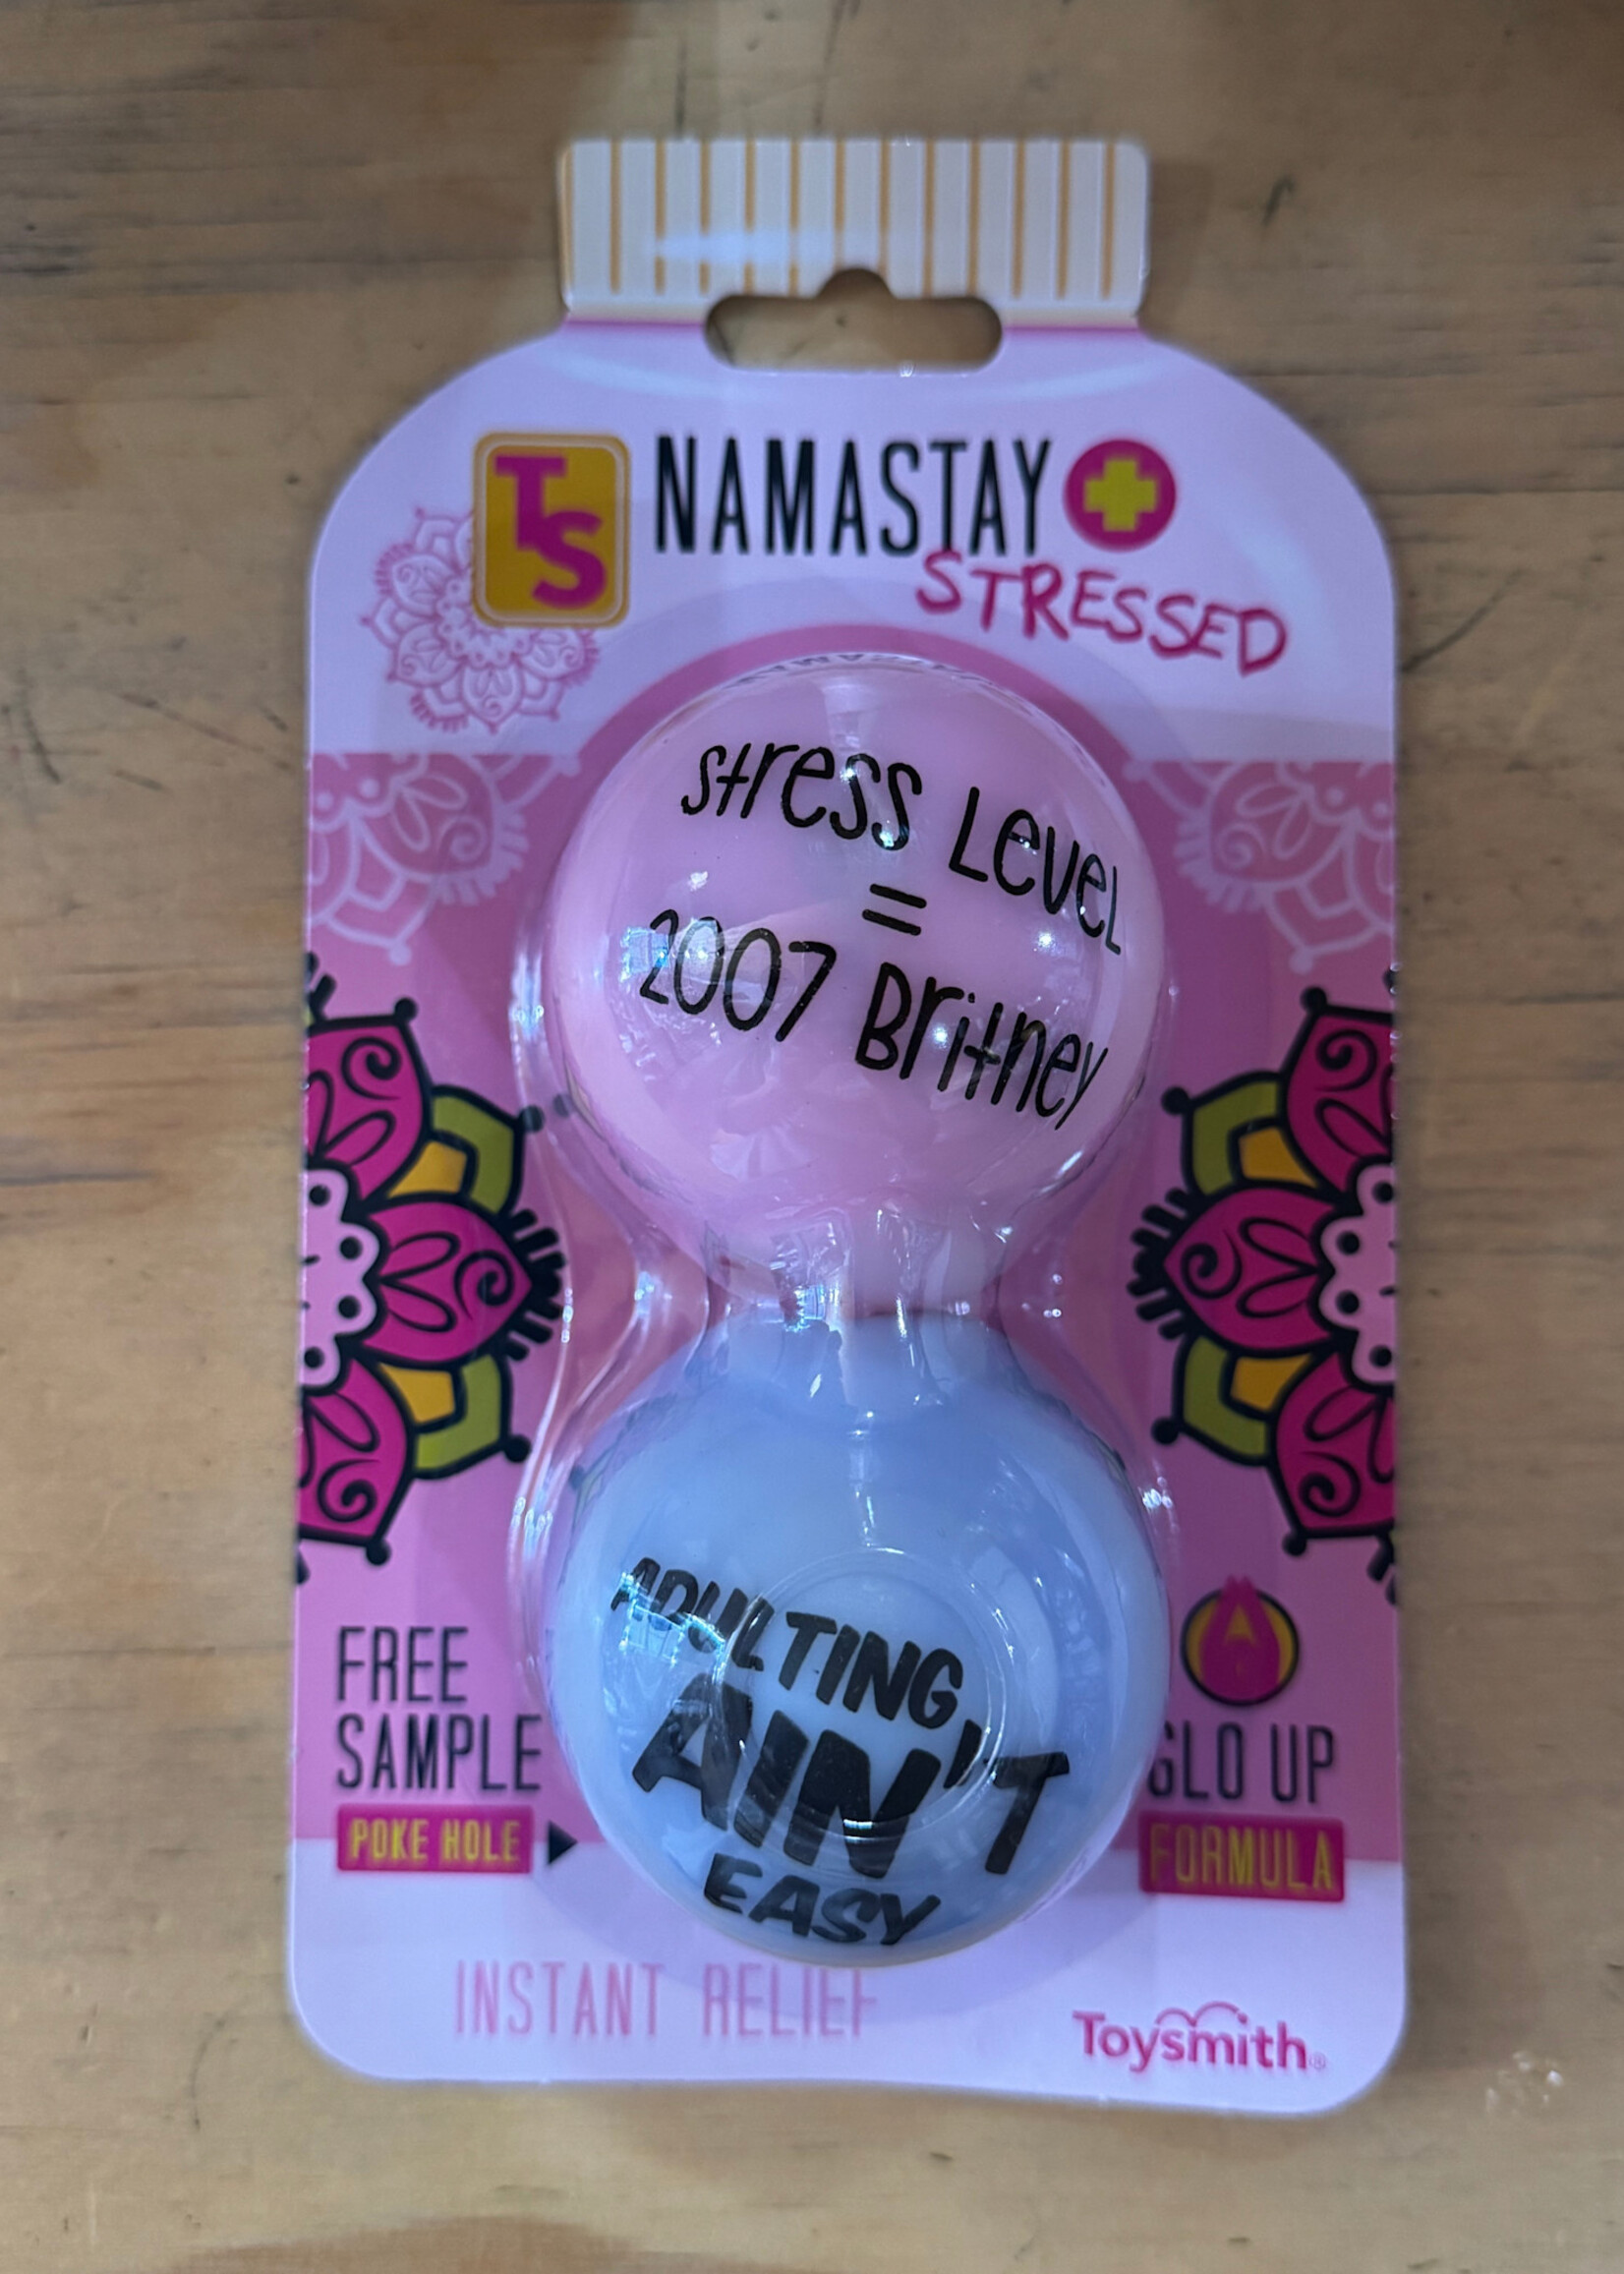 TS
NAMASTAY
STRESSED
Stress Level
=
2007 Britney
ADULTING
AIN'T
EASY
FREE
SAMPLE
POKE HOLE
GLO UP
FORMULA
INSTANT RELIEF
Toysmith®